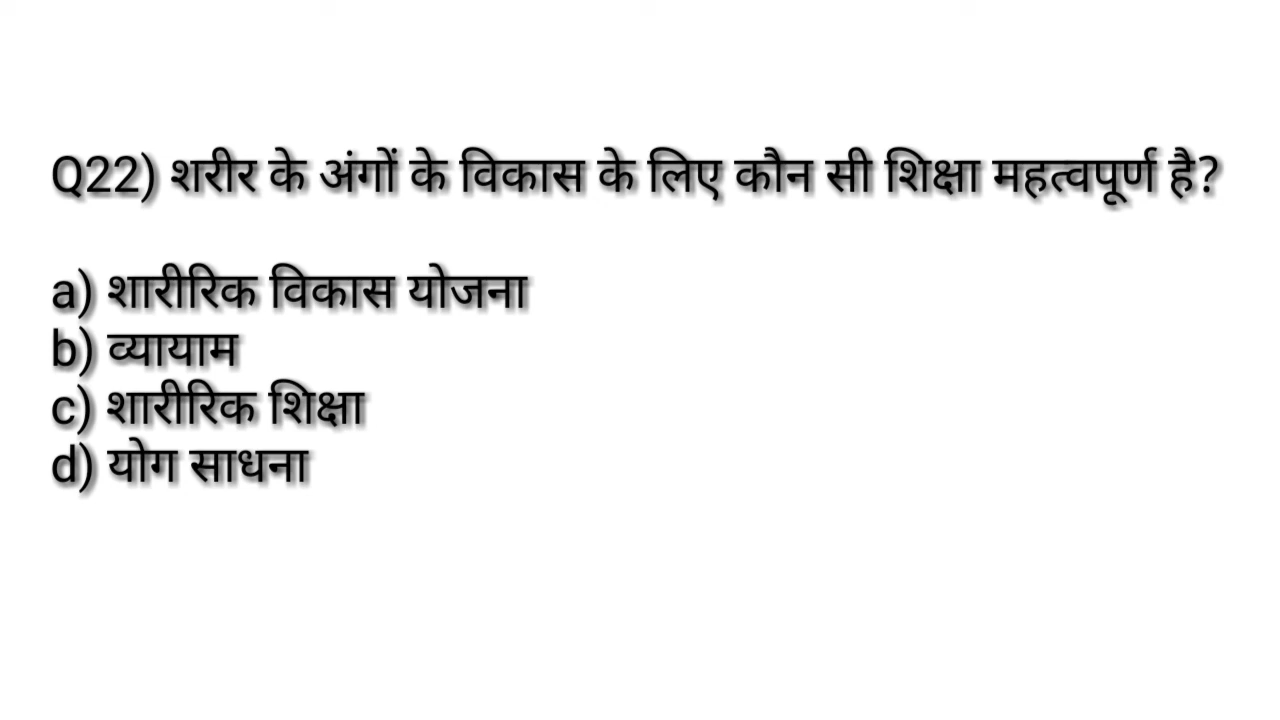 Q22) शरीर के अंगों के विकास के लिए कौन सी शिक्षा महत्वपूर्ण है?
a) शारीरिक विकास योजना
b) व्यायाम
c) शारीरिक शिक्षा
d) योग साधना